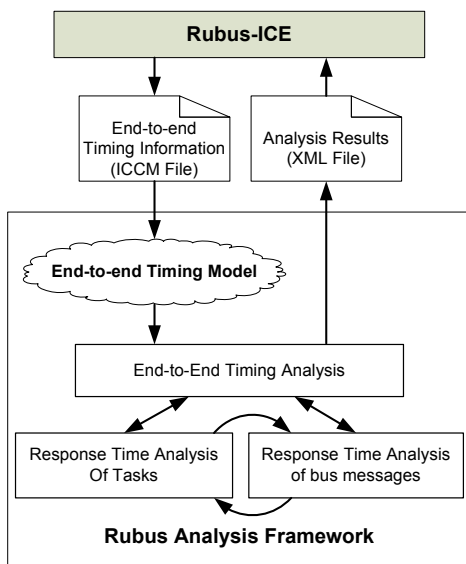 Rubus-ICE
End-to-end
Timing Information
(ICCM File)
Analysis Results
(XML File)
End-to-end Timing Model
End-to-End Timing Analysis
Response Time Analysis
Of Tasks
Response Time Analysis
of bus messages
Rubus Analysis Framework